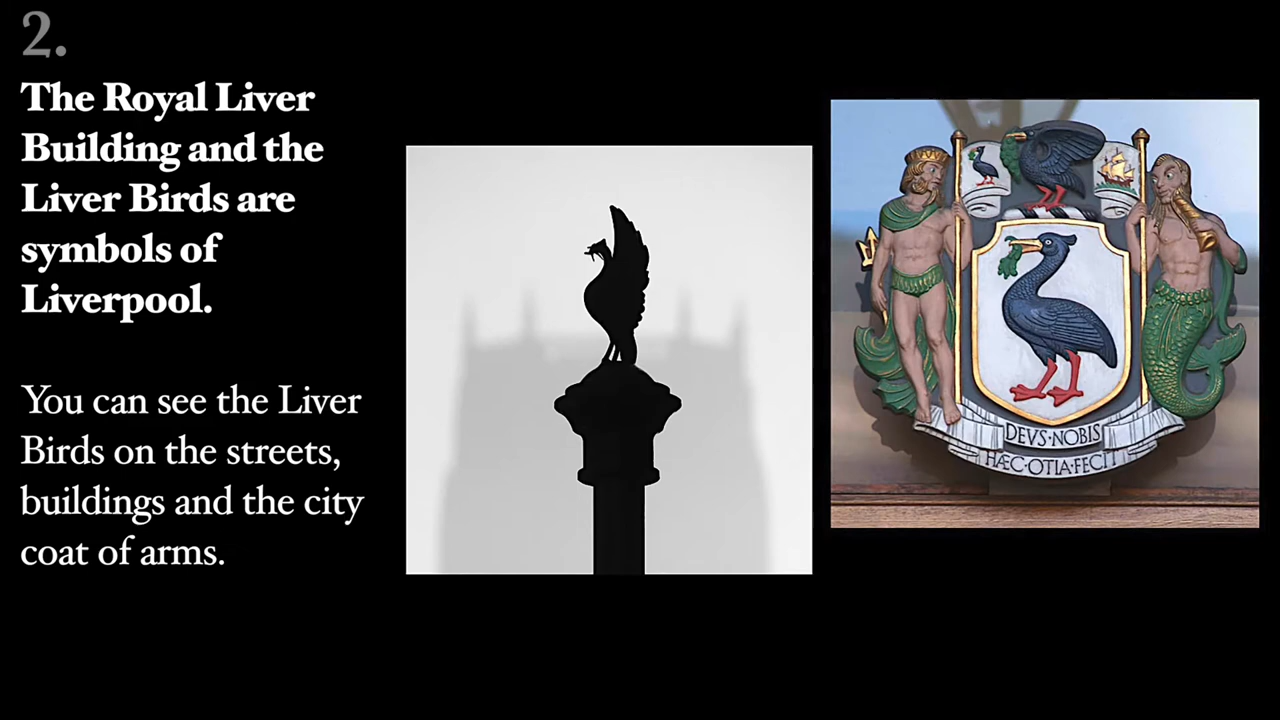 2.
The Royal Liver
Building and the
Liver Birds are
symbols of
Liverpool.
You can see the Liver
Birds on the streets,
buildings and the city
coat of arms.
DEVS·NOBIS
HÆC·OTIA·FECIT